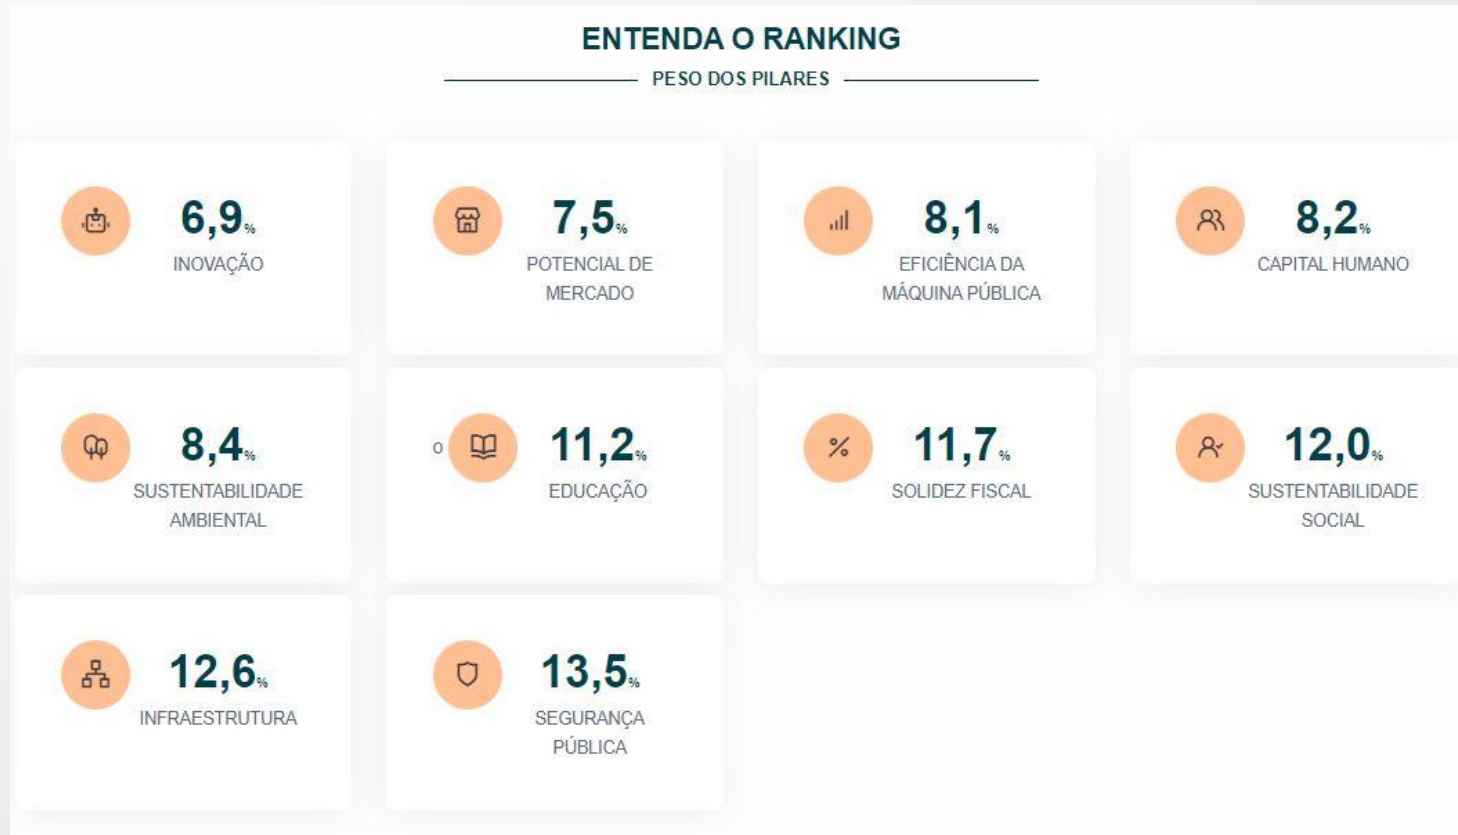 ENTENDA O RANKING
PESO DOS PILARES
6,9%
INOVAÇÃO
7,5%
POTENCIAL DE
MERCADO
8,1%
EFICIÊNCIA DA
MÁQUINA PÚBLICA
8,2%
CAPITAL HUMANO
8,4%
SUSTENTABILIDADE
AMBIENTAL
o
11,2%
EDUCAÇÃO
%
11,7%
SOLIDEZ FISCAL
12,0%
SUSTENTABILIDADE
SOCIAL
12,6%
INFRAESTRUTURA
13,5%
SEGURANÇA
PÚBLICA